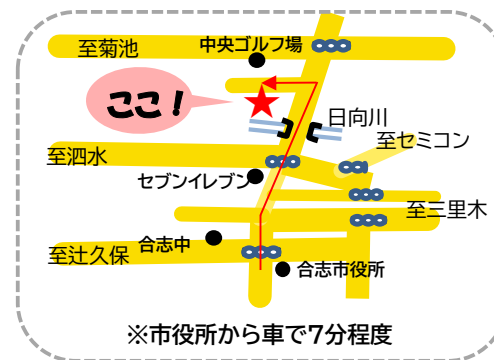 中央ゴルフ場
至菊池
ここ！
日向川
至セミコン
至泗水
セブンイレブン
至三里木
合志中
至辻久保
合志市役所
※市役所から車で7分程度